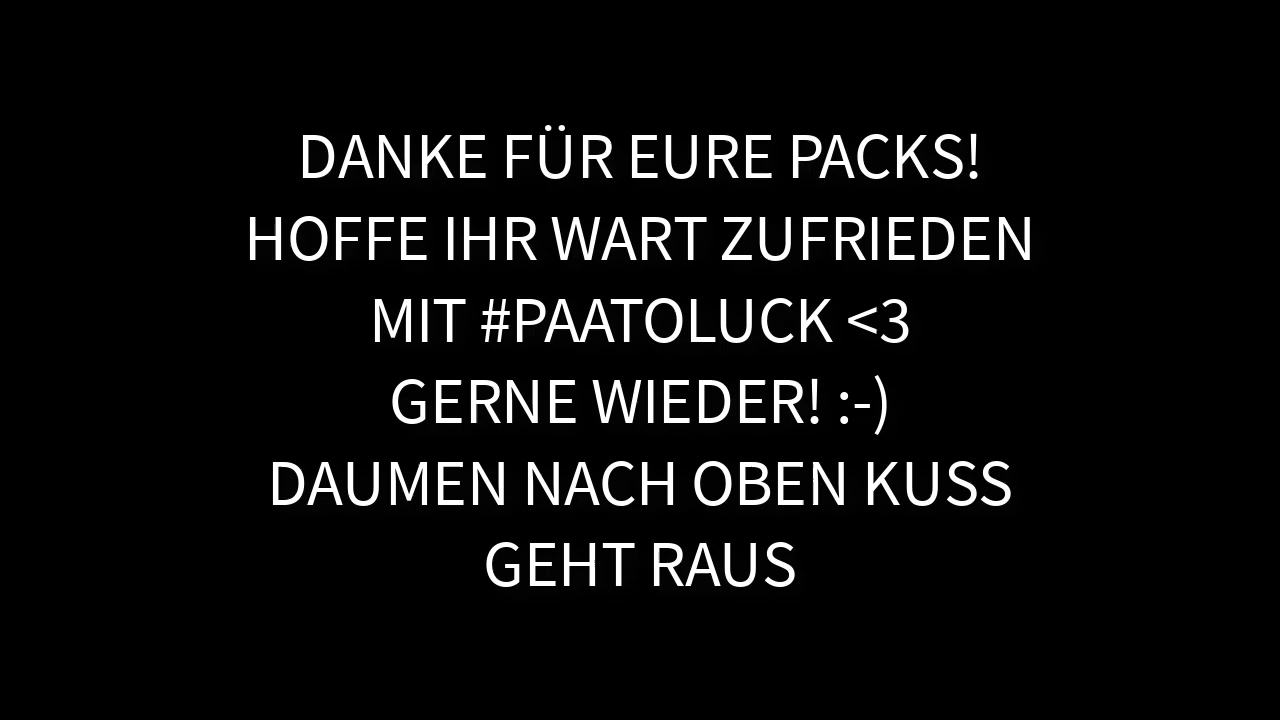 DANKE FÜR EURE PACKS!
HOFFE IHR WART ZUFRIEDEN
MIT #PAATOLUCK <3
GERNE WIEDER! :-)
DAUMEN NACH OBEN KUSS
GEHT RAUS